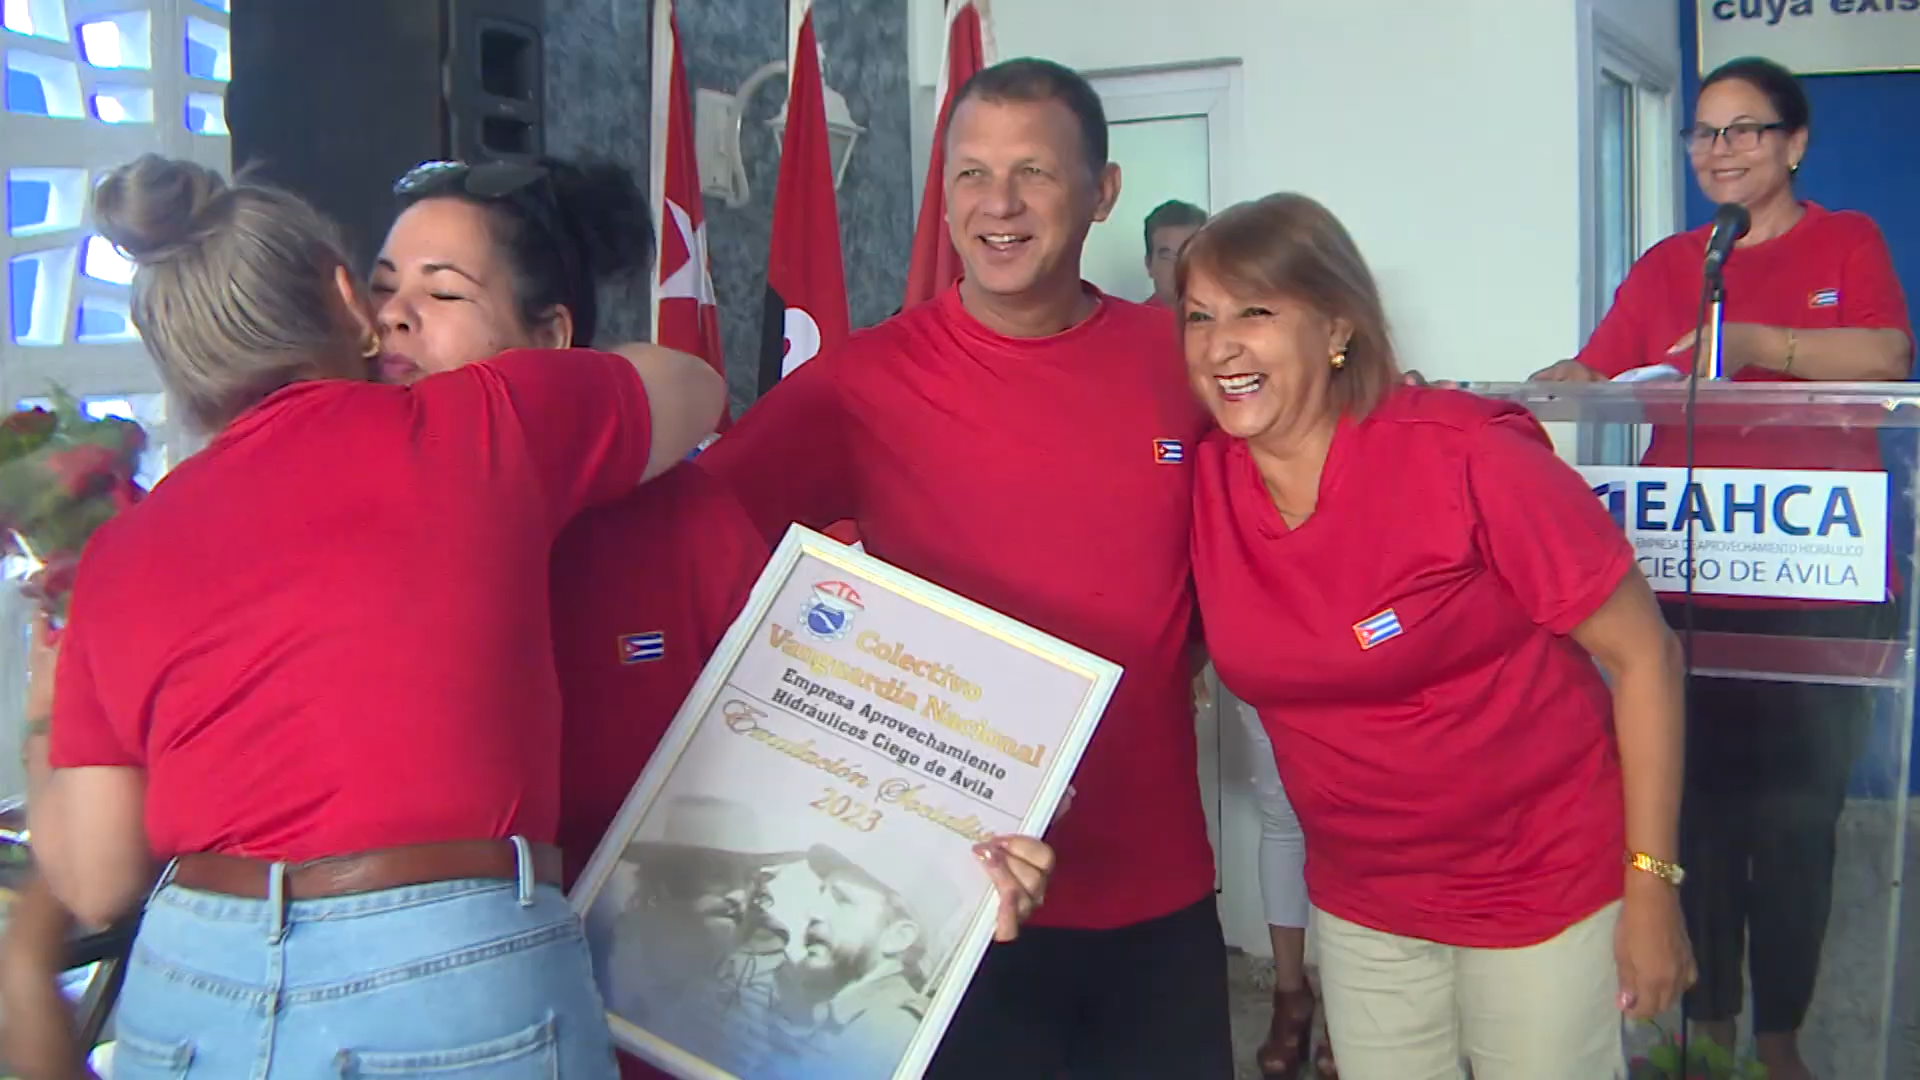 cuya exis
CTC
Colectivo
Vanguardia Nacional
Empresa Aprovechamiento
Hidráulicos Ciego de Ávila
Emulación Socialista
2023
EAHCA
EMPRESA DE APROVECHAMIENTO HIDRÁULICO
CIEGO DE ÁVILA